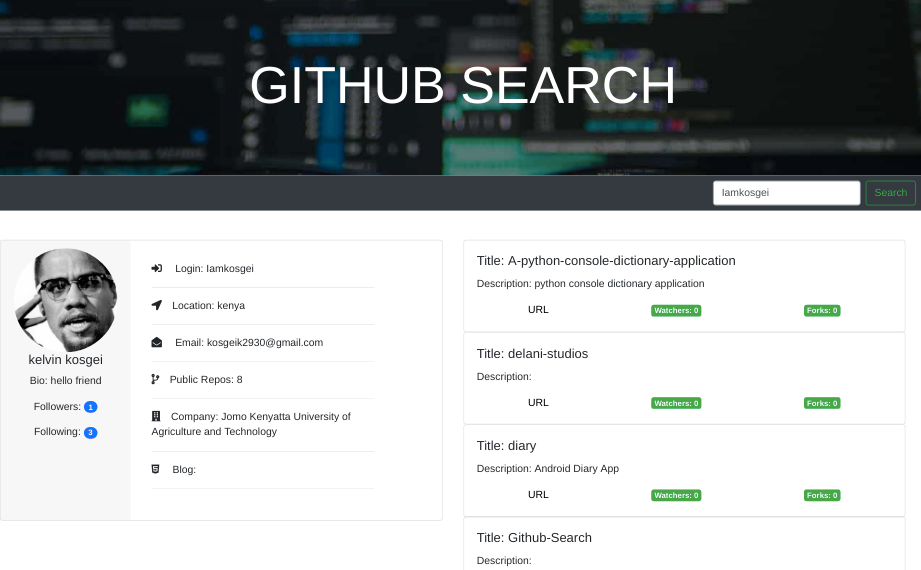 GITHUB SEARCH
Iamkosgei
Search
kelvin kosgei
Bio: hello friend
Followers: 1
Following: 3
Login: Iamkosgei
Location: kenya
Email: kosgeik2930@gmail.com
Public Repos: 8
Company: Jomo Kenyatta University of
Agriculture and Technology
Blog:
Title: A-python-console-dictionary-application
Description: python console dictionary application
URL Watchers: 0 Forks: 0
Title: delani-studios
Description:
URL Watchers: 0 Forks: 0
Title: diary
Description: Android Diary App
URL Watchers: 0 Forks: 0
Title: Github-Search
Description: